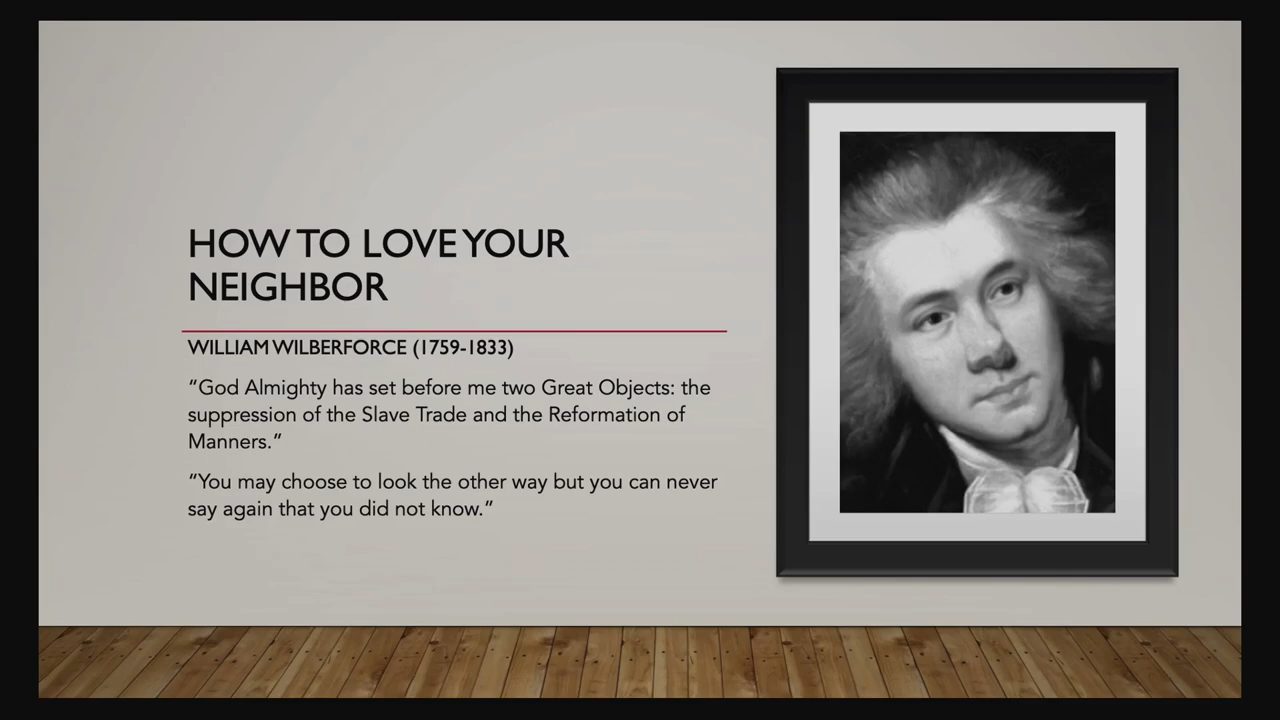 HOW TO LOVE YOUR
NEIGHBOR
WILLIAM WILBERFORCE (1759-1833)
“God Almighty has set before me two Great Objects: the
suppression of the Slave Trade and the Reformation of
Manners.”
“You may choose to look the other way but you can never
say again that you did not know.”